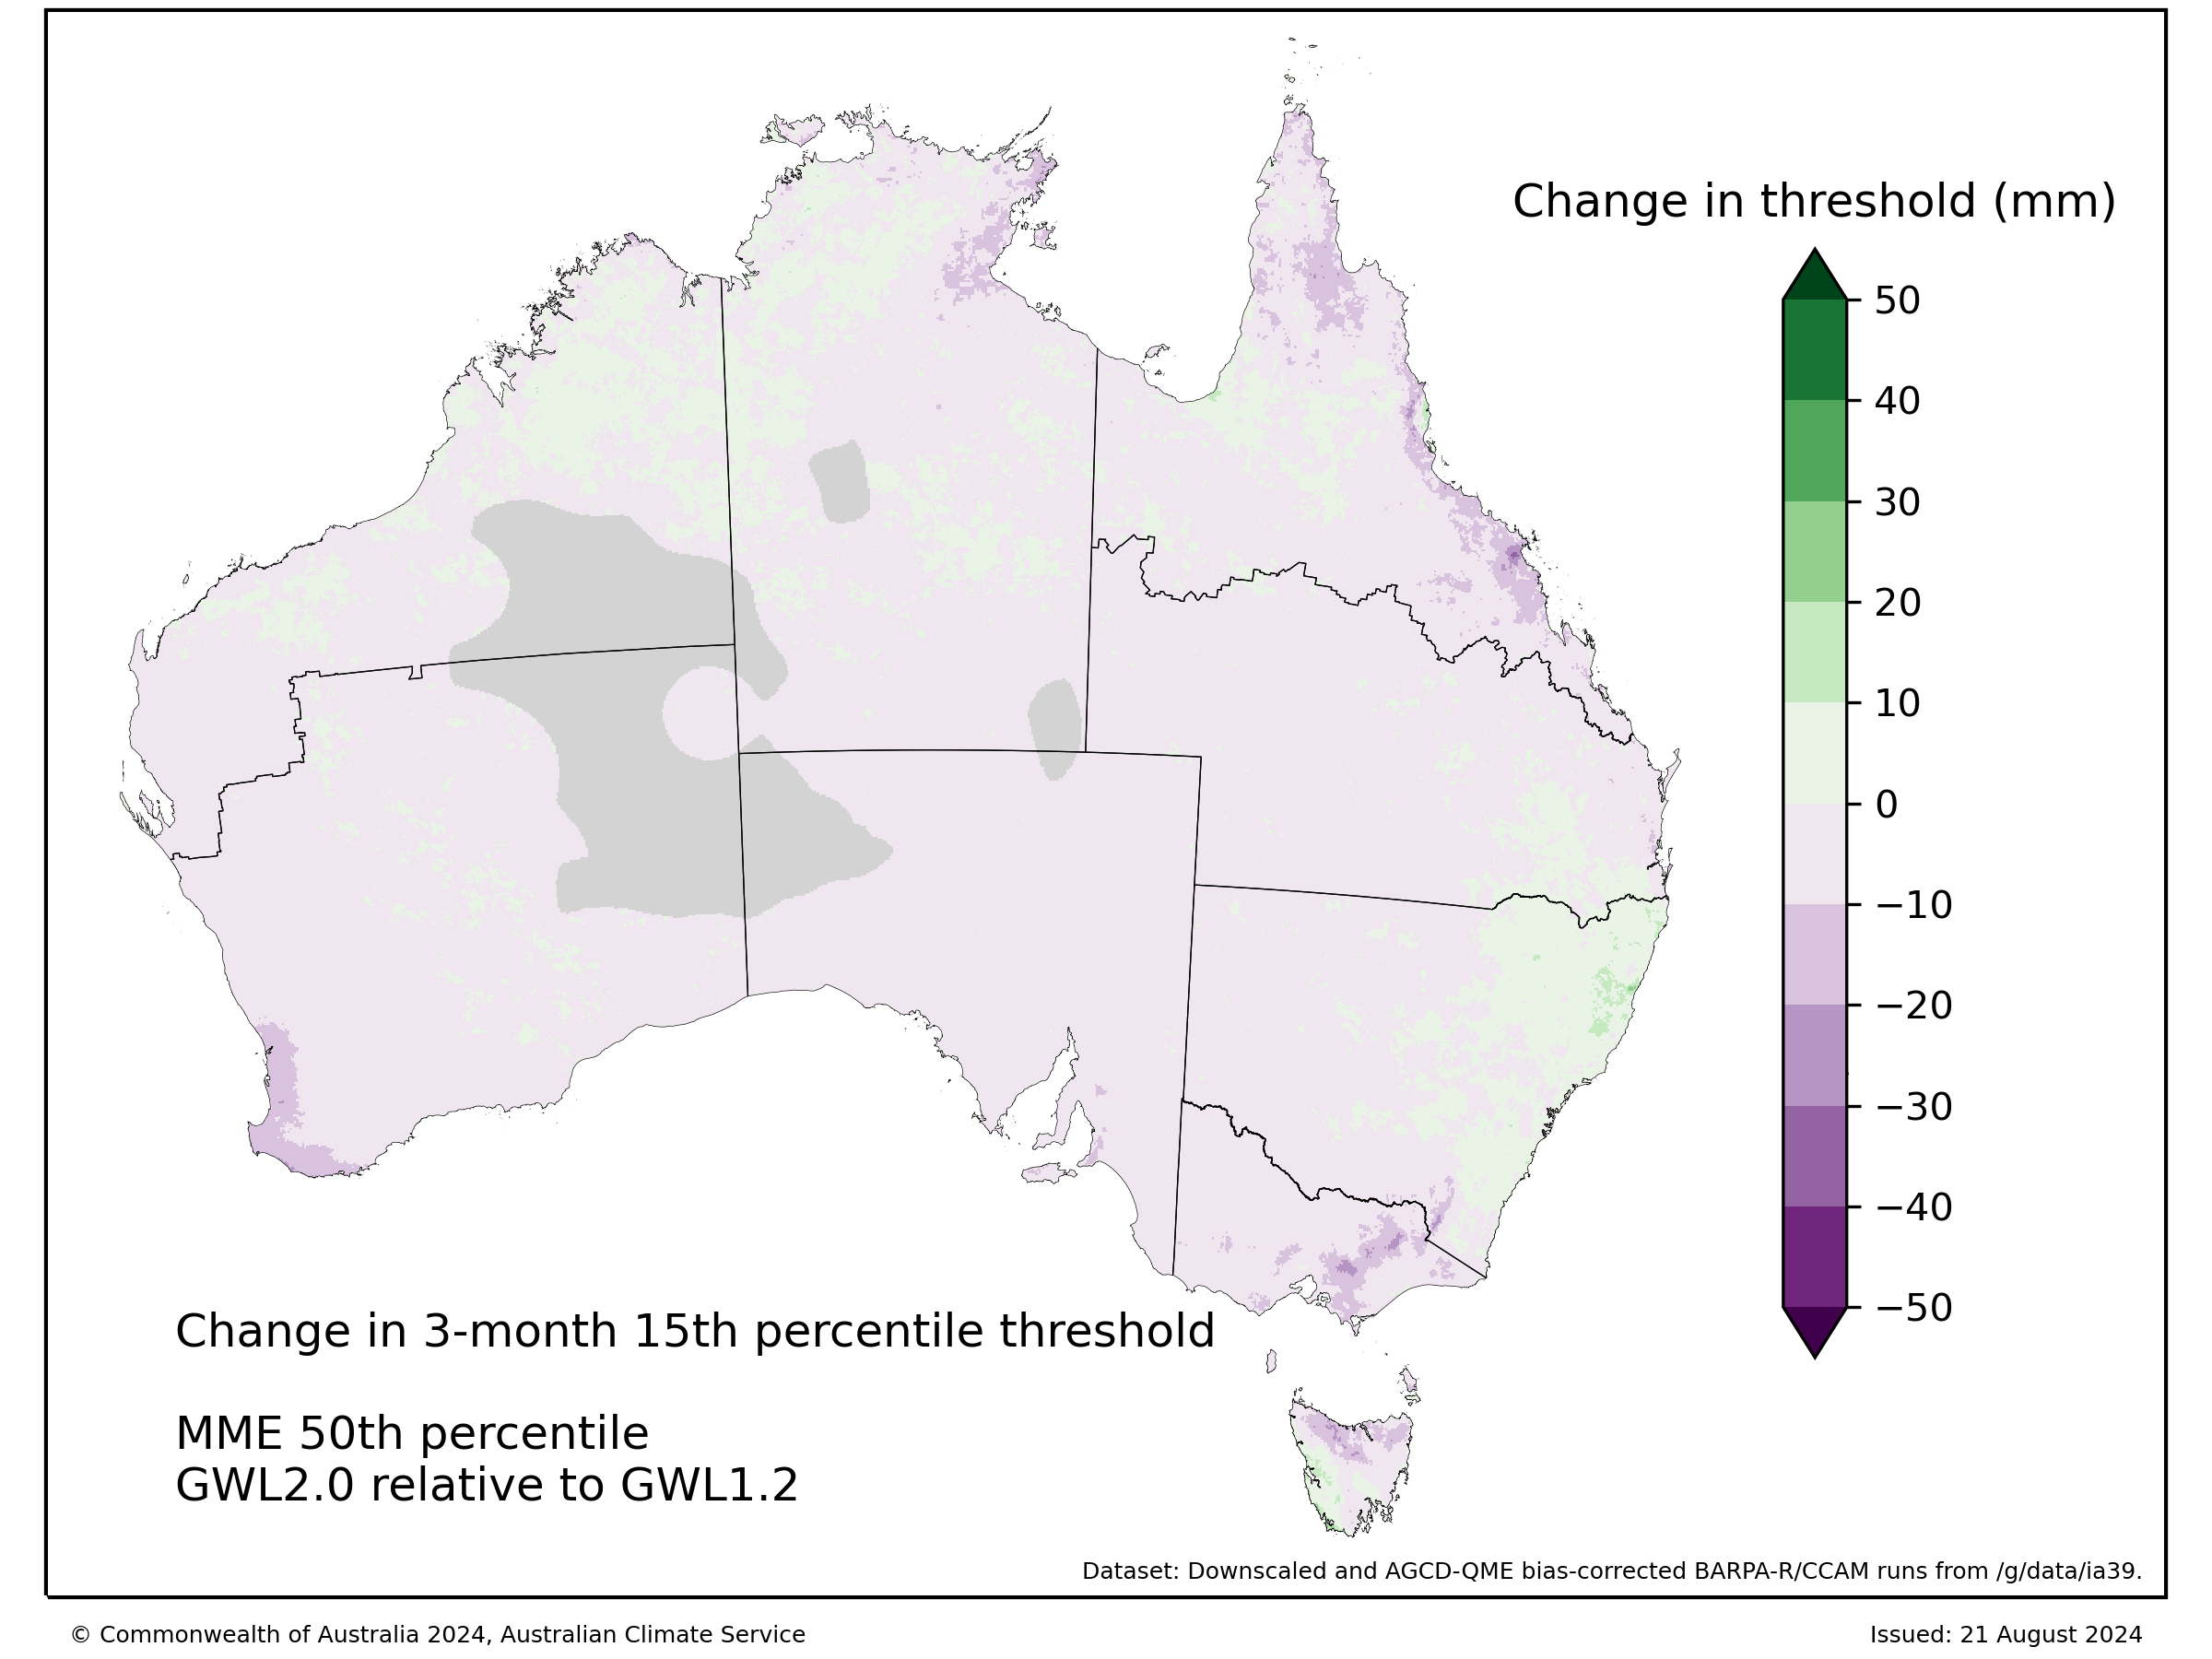 Change in threshold (mm)
50
40
30
20
10
0
−10
−20
−30
−40
−50
Change in 3-month 15th percentile threshold
MME 50th percentile
GWL2.0 relative to GWL1.2
Dataset: Downscaled and AGCD-QME bias-corrected BARPA-R/CCAM runs from /g/data/ia39.
© Commonwealth of Australia 2024, Australian Climate Service
Issued: 21 August 2024